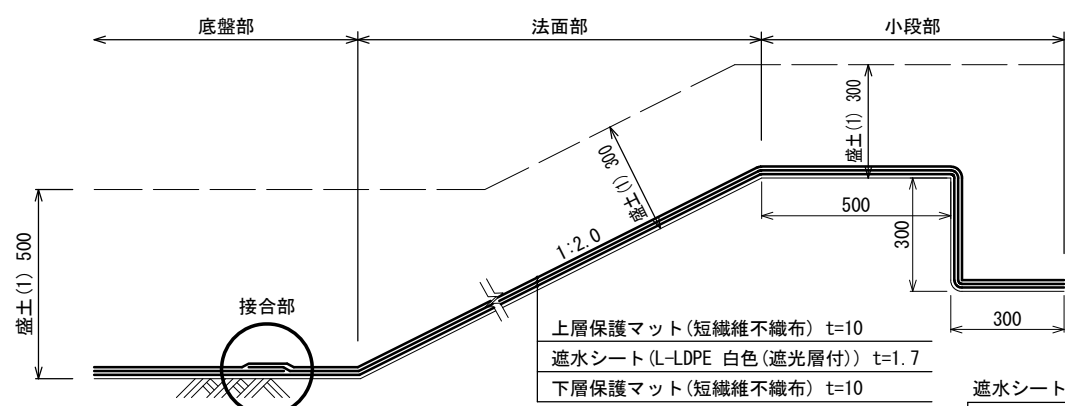 底盤部
法面部
小段部
盛土(1) 300
盛土(1) 300
盛土(1) 500
1:2.0
500
300
300
接合部
上層保護マット(短繊維不織布) t=10
遮水シート(L-LDPE 白色(遮光層付)) t=1.7
下層保護マット(短繊維不織布) t=10
遮水シート